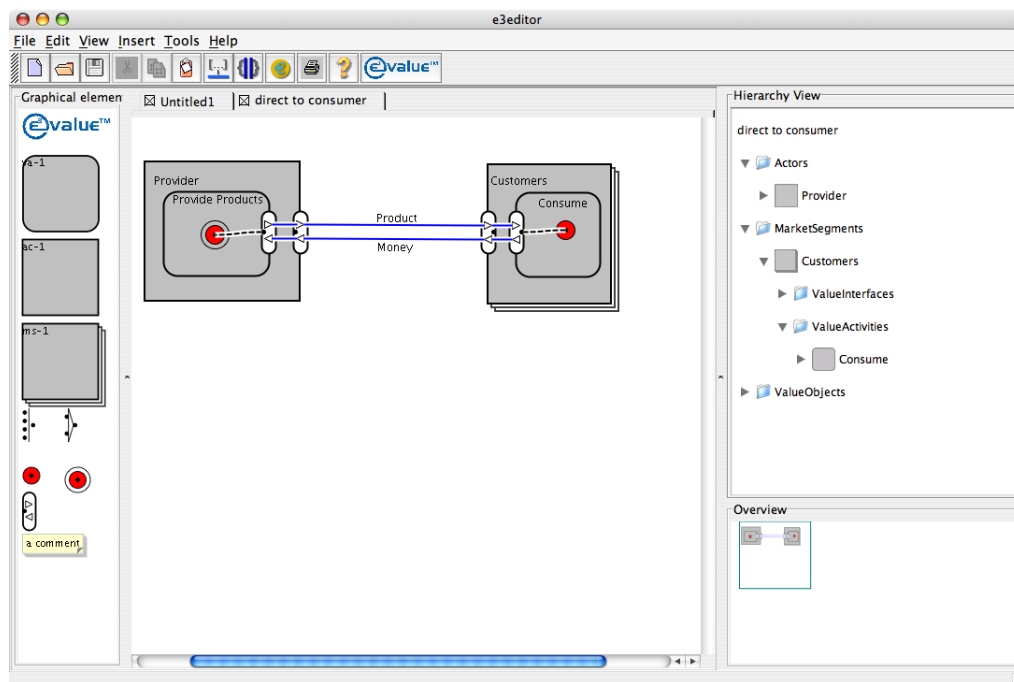 e3editor
File Edit View Insert Tools Help
e3value™
Graphical elemen
Untitled1
direct to consumer
Hierarchy View
e3value™
va-1
ac-1
ms-1
a comment
Provider
Provide Products
Product
Money
Customers
Consume
direct to consumer
Actors
Provider
MarketSegments
Customers
ValueInterfaces
ValueActivities
Consume
ValueObjects
Overview